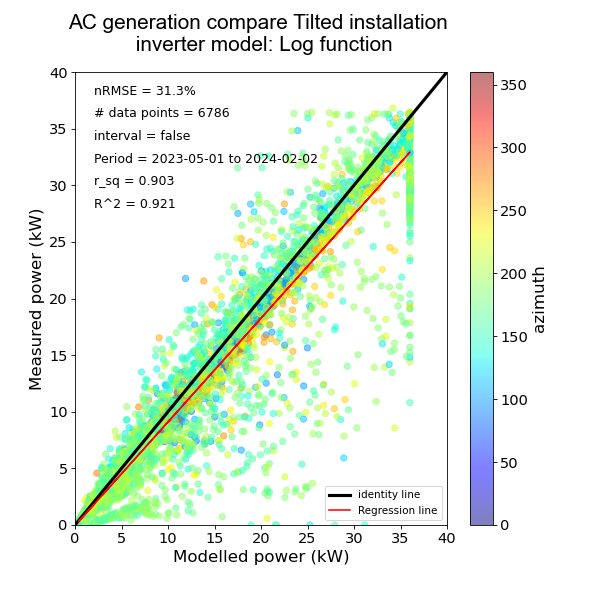 AC generation compare Tilted installation
inverter model: Log function
nRMSE = 31.3%
# data points = 6786
interval = false
Period = 2023-05-01 to 2024-02-02
r_sq = 0.903
R^2 = 0.921
40
35
30
25
20
15
10
5
0
Measured power (kW)
0 5 10 15 20 25 30 35 40
Modelled power (kW)
identity line
Regression line
350
300
250
200
150
100
50
0
azimuth